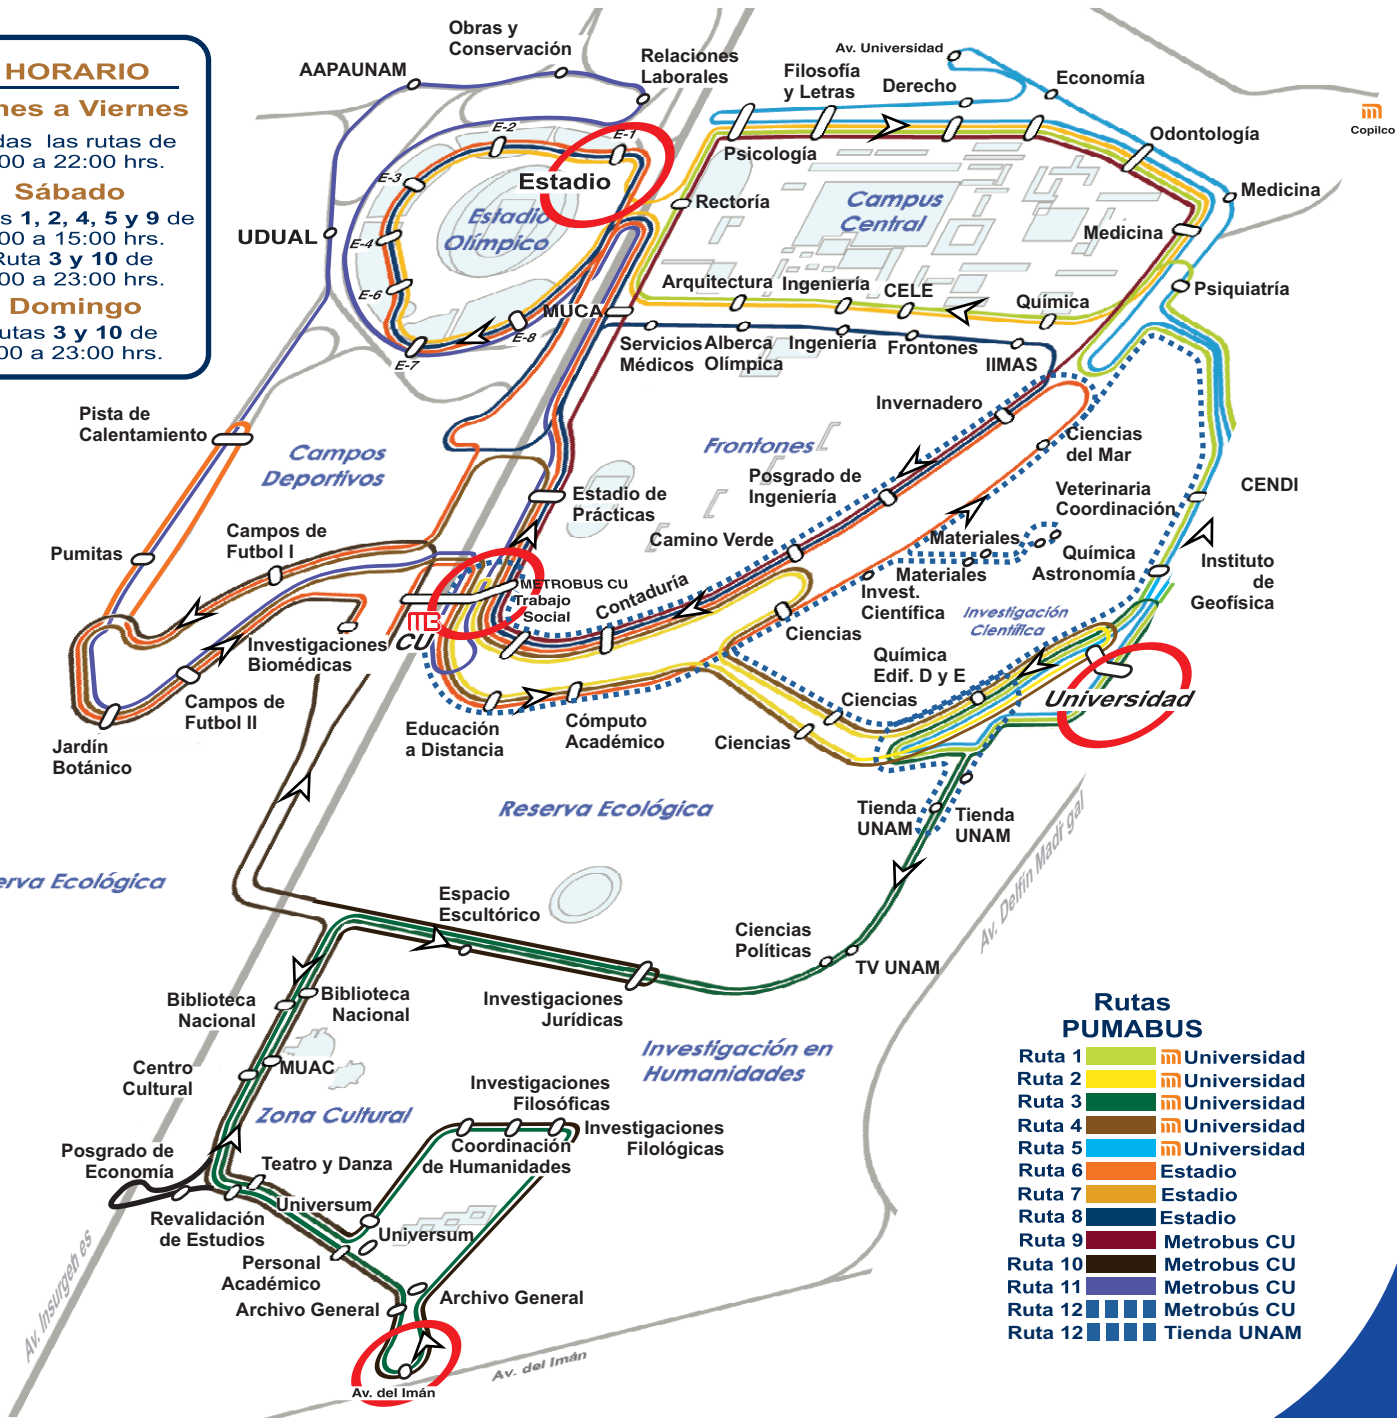 HORARIO
nes a Viernes
das las rutas de
00 a 22:00 hrs.
Sábado
s 1, 2, 4, 5 y 9 de
00 a 15:00 hrs.
Ruta 3 y 10 de
00 a 23:00 hrs.
Domingo
utas 3 y 10 de
00 a 23:00 hrs.
Obras y
Conservación
AAPAUNAM
Relaciones
Laborales
Av. Universidad
Filosofía
y Letras
Derecho
Economía
Copilco
Odontología
Psicología
Rectoría
Medicina
Medicina
Campus
Central
E-1
E-2
E-3
E-4
E-6
E-7
E-8
Estadio
Estadio
Olímpico
UDUAL
MUCA
Arquitectura
Ingeniería
CELE
Química
Psiquiatría
Servicios
Médicos
Alberca
Olímpica
Ingeniería
Frontones
IIMAS
Pista de
Calentamiento
Campos
Deportivos
Frontones
Invernadero
Ciencias
del Mar
Posgrado de
Ingeniería
Veterinaria
Coordinación
CENDI
Estadio de
Prácticas
Camino Verde
Materiales
Materiales
Química
Astronomía
Instituto
de
Geofísica
Campos de
Futbol I
Pumitas
METROBUS CU
Trabajo
Social
Contaduría
Invest.
Científica
Investigación
Científica
Ciencias
CU
Investigaciones
Biomédicas
Química
Edif. D y E
Universidad
Campos de
Futbol II
Jardín
Botánico
Educación
a Distancia
Cómputo
Académico
Ciencias
Ciencias
Reserva Ecológica
Tienda
UNAM
Tienda
UNAM
Av. Delfín Madrigal
erva Ecológica
Espacio
Escultórico
Ciencias
Políticas
TV UNAM
Biblioteca
Nacional
Biblioteca
Nacional
Investigaciones
Jurídicas
Centro
Cultural
MUAC
Investigación en
Humanidades
Zona Cultural
Investigaciones
Filosóficas
Coordinación
de Humanidades
Investigaciones
Filológicas
Posgrado de
Economía
Teatro y Danza
Universum
Universum
Revalidación
de Estudios
Personal
Académico
Archivo General
Archivo General
Av. Insurgentes
Av. del Imán
Av. del Imán
Rutas
PUMABUS
Ruta 1 Universidad
Ruta 2 Universidad
Ruta 3 Universidad
Ruta 4 Universidad
Ruta 5 Universidad
Ruta 6 Estadio
Ruta 7 Estadio
Ruta 8 Estadio
Ruta 9 Metrobus CU
Ruta 10 Metrobus CU
Ruta 11 Metrobus CU
Ruta 12 Metrobús CU
Ruta 12 Tienda UNAM